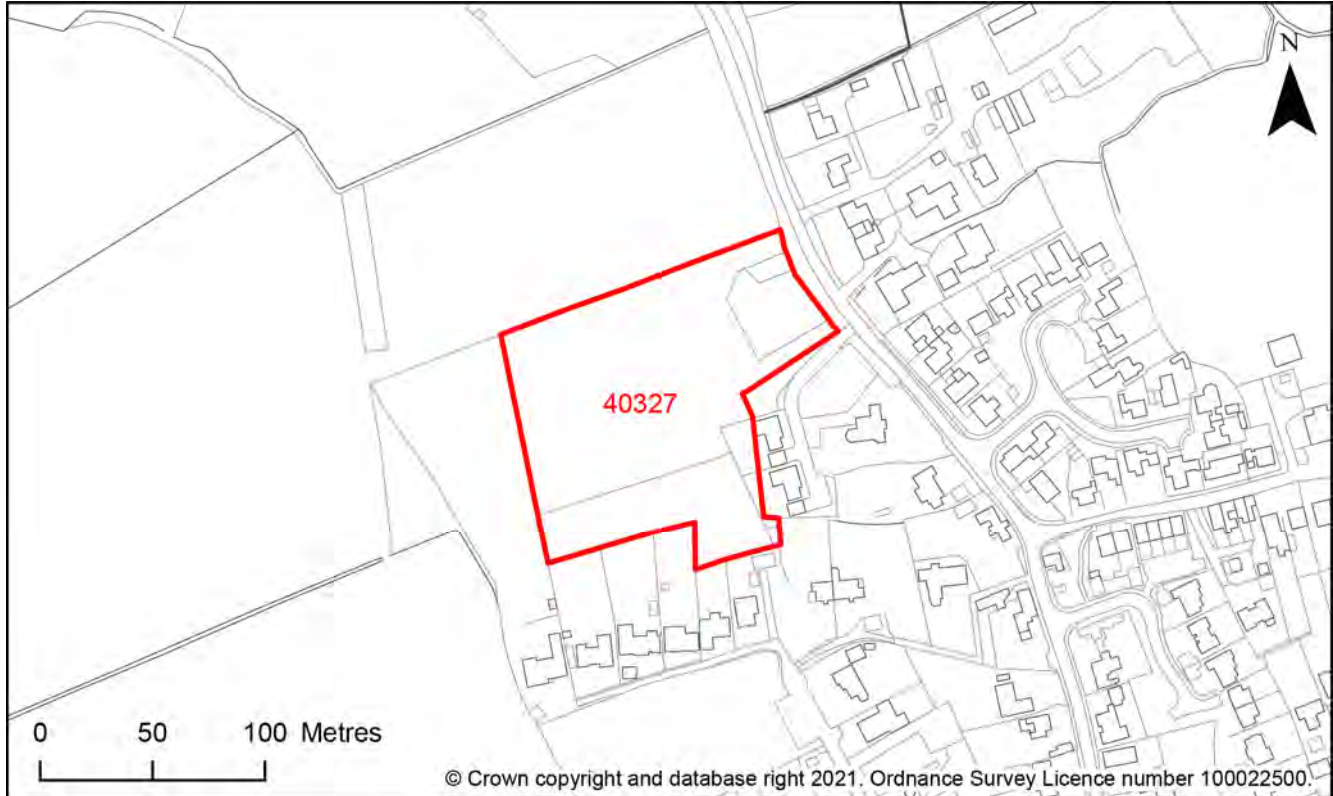 N
40327
0 50 100 Metres
© Crown copyright and database right 2021. Ordnance Survey Licence number 100022500.